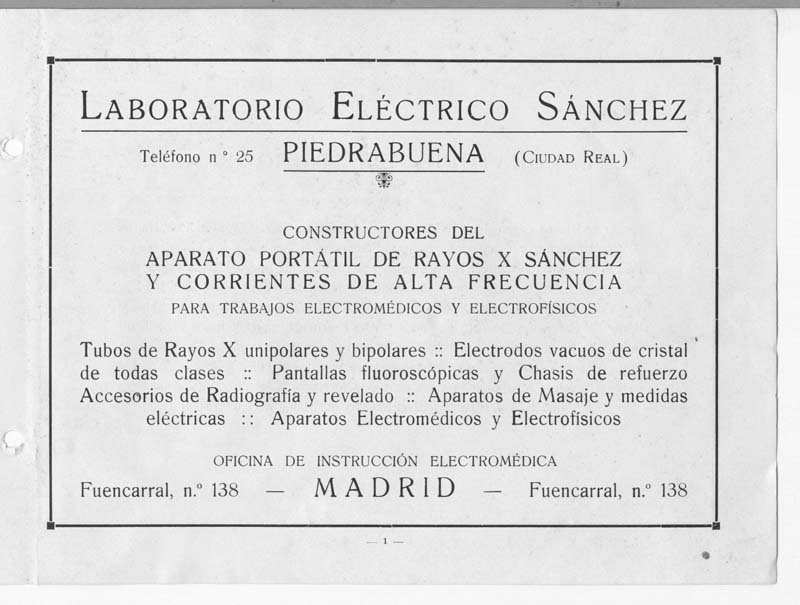 LABORATORIO ELÉCTRICO SÁNCHEZ
Teléfono n º 25 PIEDRABUENA (CIUDAD REAL)
CONSTRUCTORES DEL
APARATO PORTÁTIL DE RAYOS X SÁNCHEZ
Y CORRIENTES DE ALTA FRECUENCIA
PARA TRABAJOS ELECTROMÉDICOS Y ELECTROFÍSICOS
Tubos de Rayos X unipolares y bipolares :: Electrodos vacuos de cristal
de todas clases :: Pantallas fluoroscópicas y Chasis de refuerzo
Accesorios de Radiografía y revelado :: Aparatos de Masaje y medidas
eléctricas :: Aparatos Electromédicos y Electrofísicos
OFICINA DE INSTRUCCIÓN ELECTROMÉDICA
Fuencarral, n.º 138 — MADRID — Fuencarral, n.º 138
— 1 —